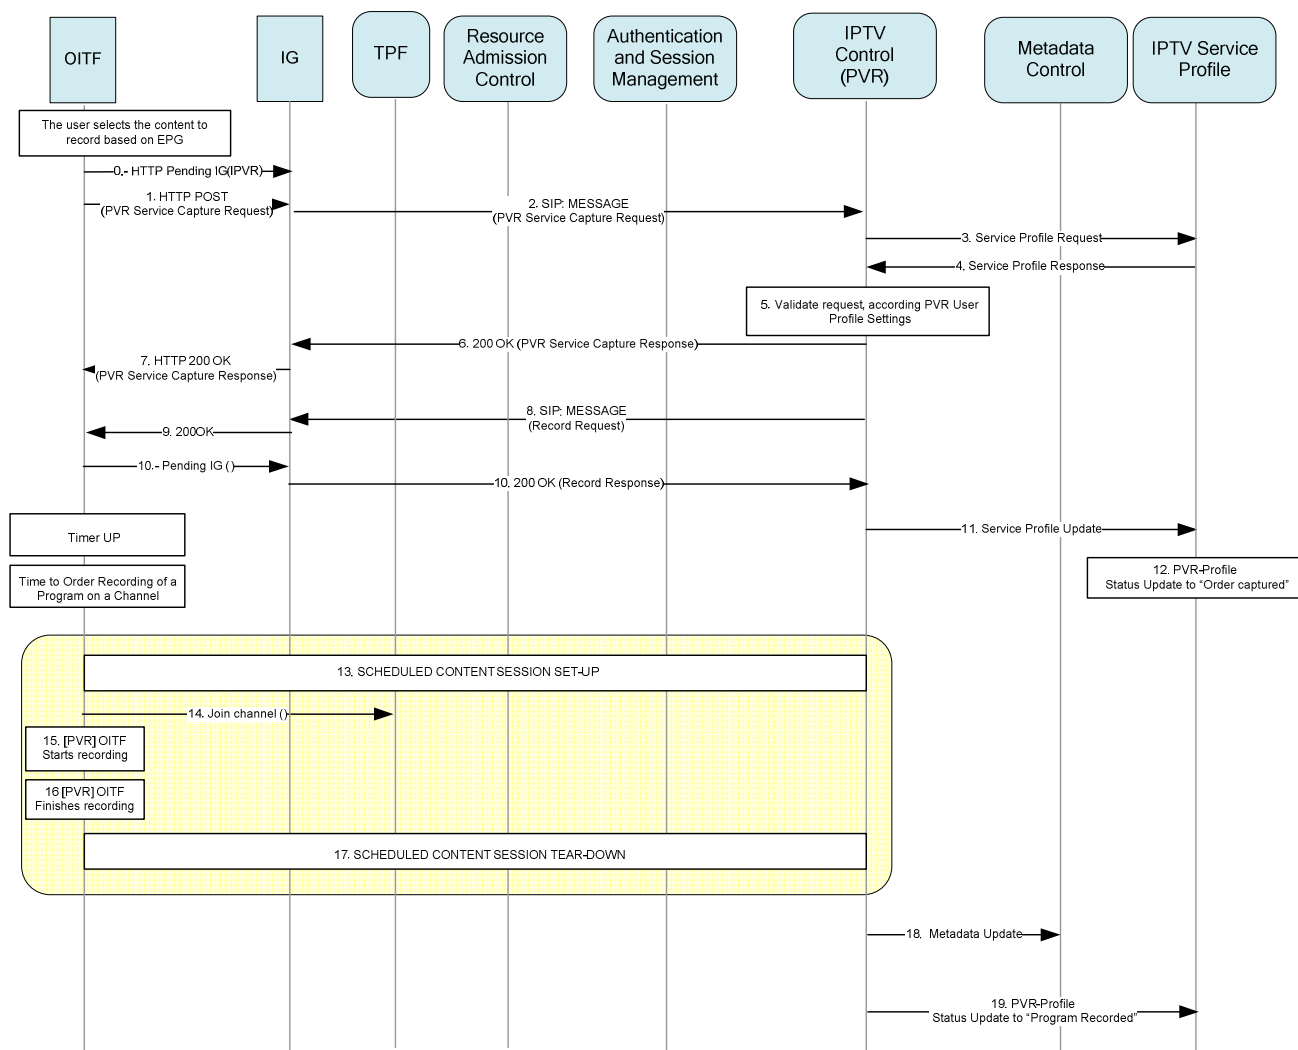 OITF
IG
TPF
Resource
Admission
Control
Authentication
and Session
Management
IPTV
Control
(PVR)
Metadata
Control
IPTV Service
Profile
The user selects the content to
record based on EPG
0.- HTTP Pending IG(IPVR)
1. HTTP POST
(PVR Service Capture Request)
2. SIP: MESSAGE
(PVR Service Capture Request)
3. Service Profile Request
4. Service Profile Response
5. Validate request, according PVR User
Profile Settings
6. 200 OK (PVR Service Capture Response)
7. HTTP 200 OK
(PVR Service Capture Response)
8. SIP: MESSAGE
(Record Request)
9. 200OK
10.- Pending IG ( )
10. 200 OK (Record Response)
Timer UP
11. Service Profile Update
Time to Order Recording of a
Program on a Channel
12. PVR-Profile
Status Update to “Order captured”
13. SCHEDULED CONTENT SESSION SET-UP
14. Join channel ( )
15. [PVR] OITF
Starts recording
16 [PVR] OITF
Finishes recording
17. SCHEDULED CONTENT SESSION TEAR-DOWN
18. Metadata Update
19. PVR-Profile
Status Update to “Program Recorded”